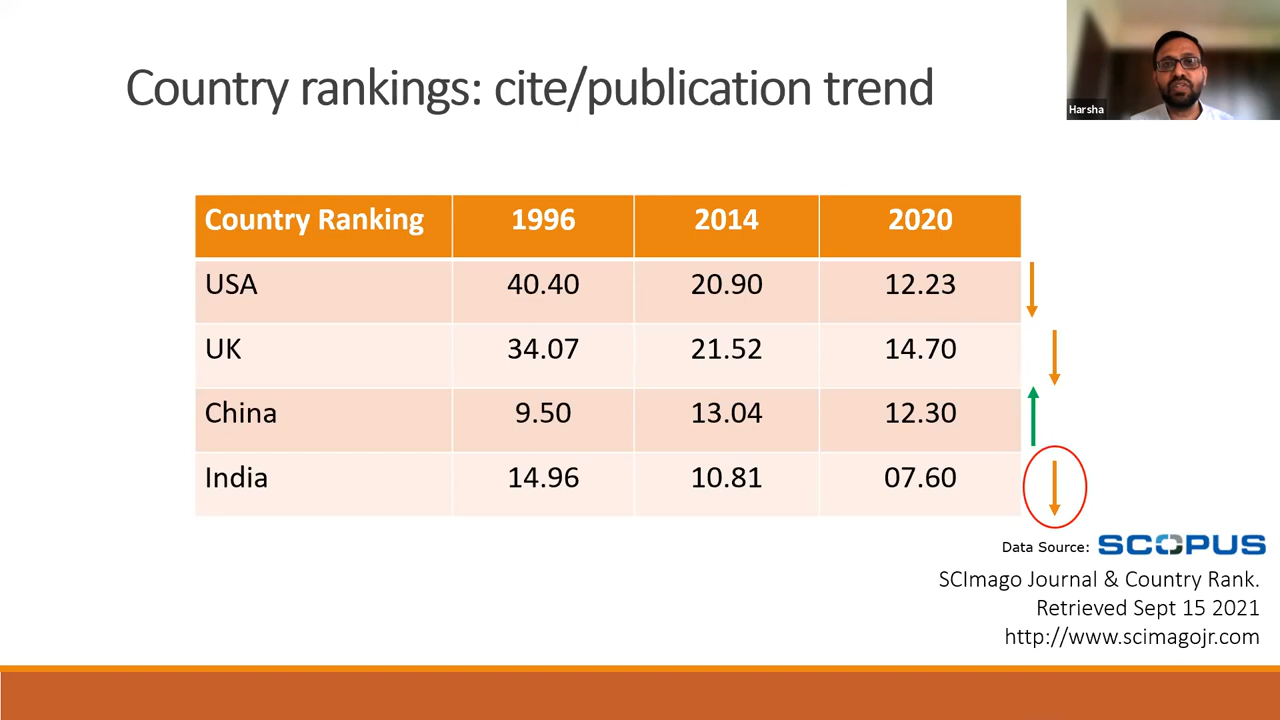 Country rankings: cite/publication trend
Harsha
Country Ranking 1996 2014 2020
USA 40.40 20.90 12.23
UK 34.07 21.52 14.70
China 9.50 13.04 12.30
India 14.96 10.81 07.60
Data Source: SCOPUS
SCImago Journal & Country Rank.
Retrieved Sept 15 2021
http://www.scimagojr.com